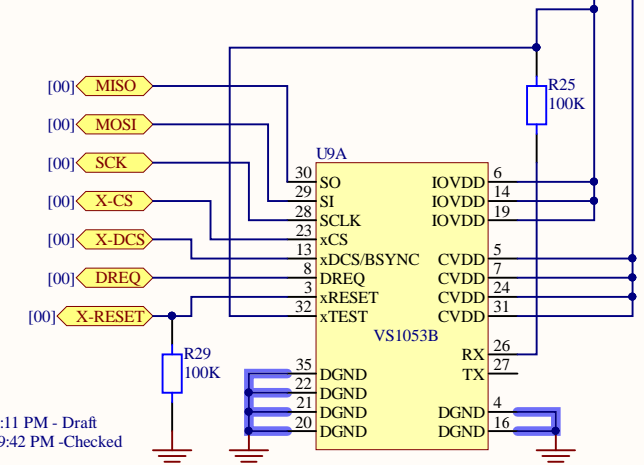 R25
100K
[00] MISO
[00] MOSI
[00] SCK
[00] X-CS
[00] X-DCS
[00] DREQ
[00] X-RESET
U9A
30 SO IOVDD 6
29 SI IOVDD 14
28 SCLK IOVDD 19
23 xCS
13 xDCS/BSYNC CVDD 5
8 DREQ CVDD 7
3 xRESET CVDD 24
32 xTEST CVDD 31
VS1053B
RX 26
35 DGND TX 27
22 DGND
21 DGND DGND 4
20 DGND DGND 16
R29
100K
:11 PM - Draft
9:42 PM -Checked